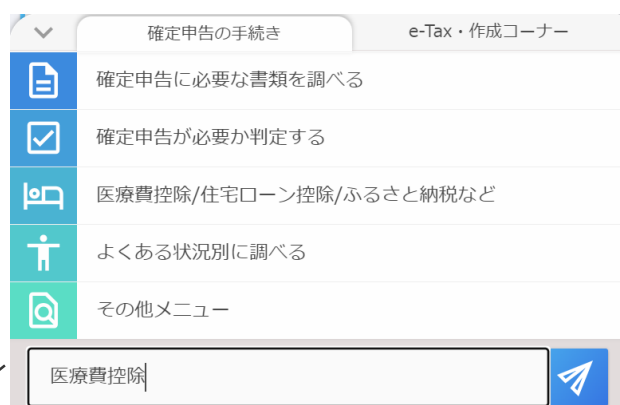 確定申告の手続き
e-Tax・作成コーナー
確定申告に必要な書類を調べる
確定申告が必要か判定する
医療費控除/住宅ローン控除/ふるさと納税など
よくある状況別に調べる
その他メニュー
医療費控除